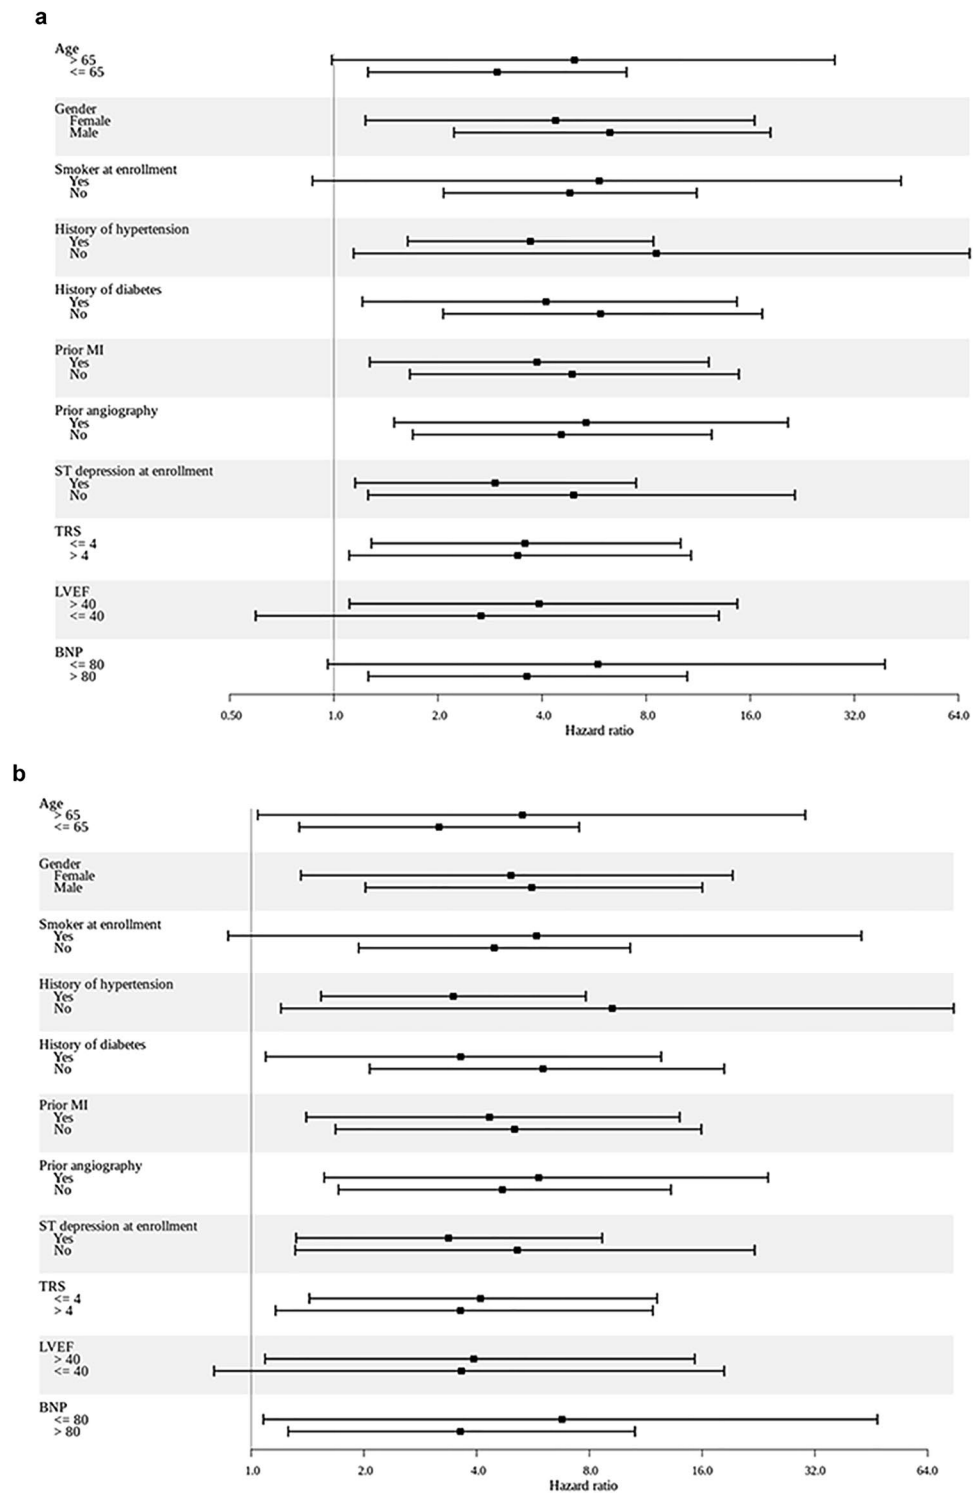 a
Age
> 65
<= 65
Gender
Female
Male
Smoker at enrollment
Yes
No
History of hypertension
Yes
No
History of diabetes
Yes
No
Prior MI
Yes
No
Prior angiography
Yes
No
ST depression at enrollment
Yes
No
TRS
<= 4
> 4
LVEF
> 40
<= 40
BNP
<= 80
> 80
0.50 1.0 2.0 4.0 8.0 16.0 32.0 64.0
Hazard ratio
b
Age
> 65
<= 65
Gender
Female
Male
Smoker at enrollment
Yes
No
History of hypertension
Yes
No
History of diabetes
Yes
No
Prior MI
Yes
No
Prior angiography
Yes
No
ST depression at enrollment
Yes
No
TRS
<= 4
> 4
LVEF
> 40
<= 40
BNP
<= 80
> 80
1.0 2.0 4.0 8.0 16.0 32.0 64.0
Hazard ratio